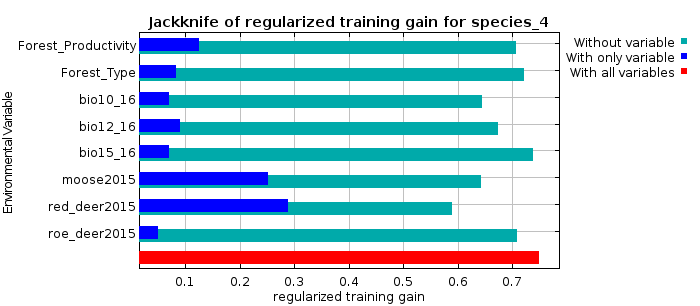 Jackknife of regularized training gain for species_4
Without variable
With only variable
With all variables
Environmental Variable
Forest_Productivity
Forest_Type
bio10_16
bio12_16
bio15_16
moose2015
red_deer2015
roe_deer2015
0.1 0.2 0.3 0.4 0.5 0.6 0.7
regularized training gain